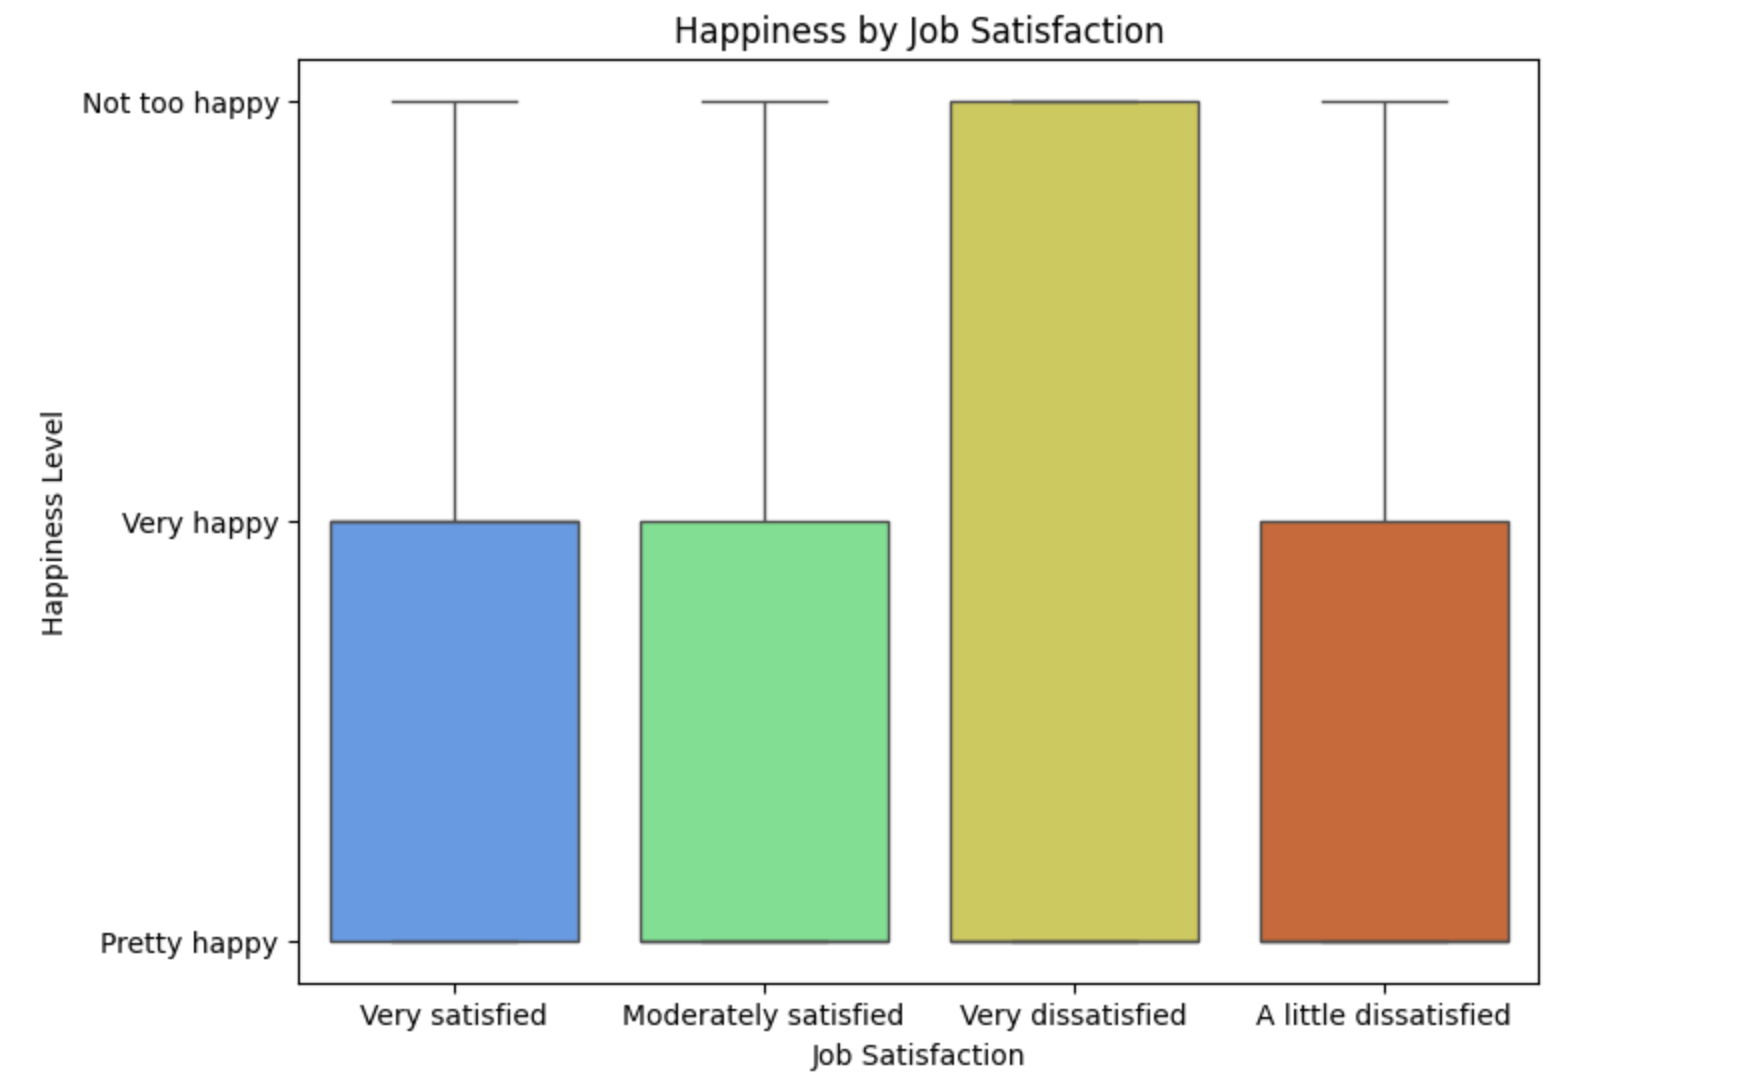 Happiness by Job Satisfaction
Not too happy
Very happy
Pretty happy
Happiness Level
Very satisfied
Moderately satisfied
Very dissatisfied
A little dissatisfied
Job Satisfaction